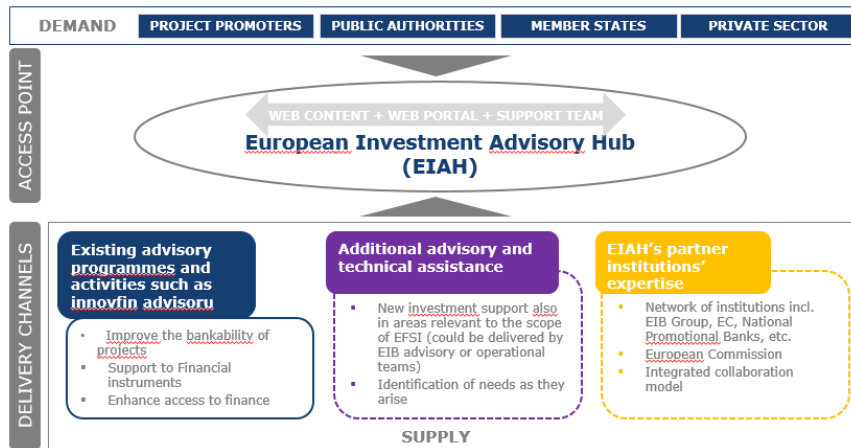 DEMAND
PROJECT PROMOTERS
PUBLIC AUTHORITIES
MEMBER STATES
PRIVATE SECTOR
ACCESS POINT
WEB CONTENT + WEB PORTAL + SUPPORT TEAM
European Investment Advisory Hub
(EIAH)
DELIVERY CHANNELS
Existing advisory
programmes and
activities such as
innovfin advisoru
▪ Improve the bankability of
projects
▪ Support to Financial
instruments
▪ Enhance access to finance
Additional advisory and
technical assistance
▪ New investment support also
in areas relevant to the scope
of EFSI (could be delivered by
EIB advisory or operational
teams)
▪ Identification of needs as they
arise
EIAH's partner
institutions'
expertise
▪ Network of institutions incl.
EIB Group, EC, National
Promotional Banks, etc.
▪ European Commission
▪ Integrated collaboration
model
SUPPLY